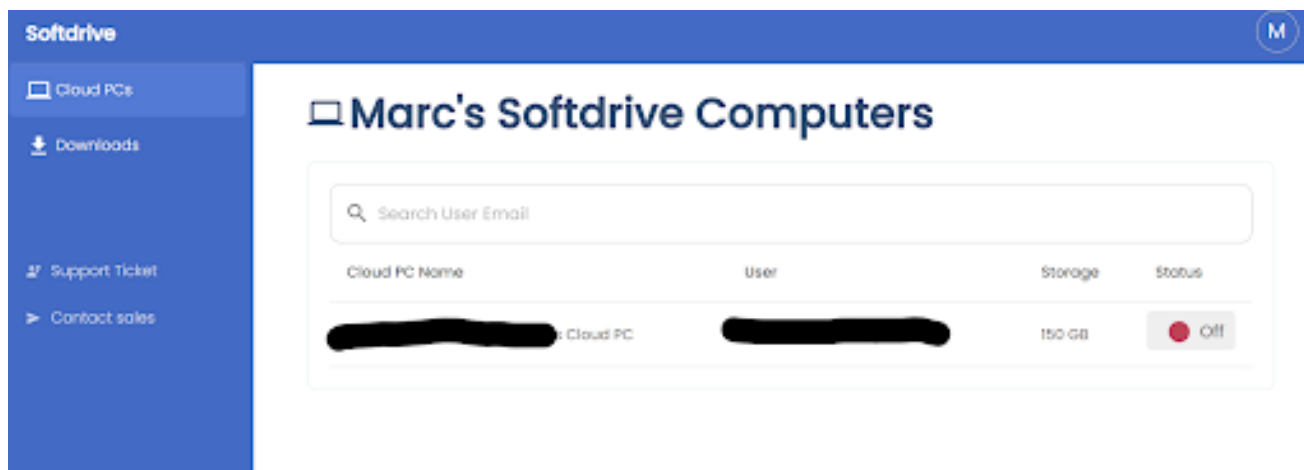 Softdrive
M
Cloud PCs
Downloads
Support Ticket
Contact sales
Marc's Softdrive Computers
Search User Email
Cloud PC Name User Storage Status
Cloud PC 150 GB Off